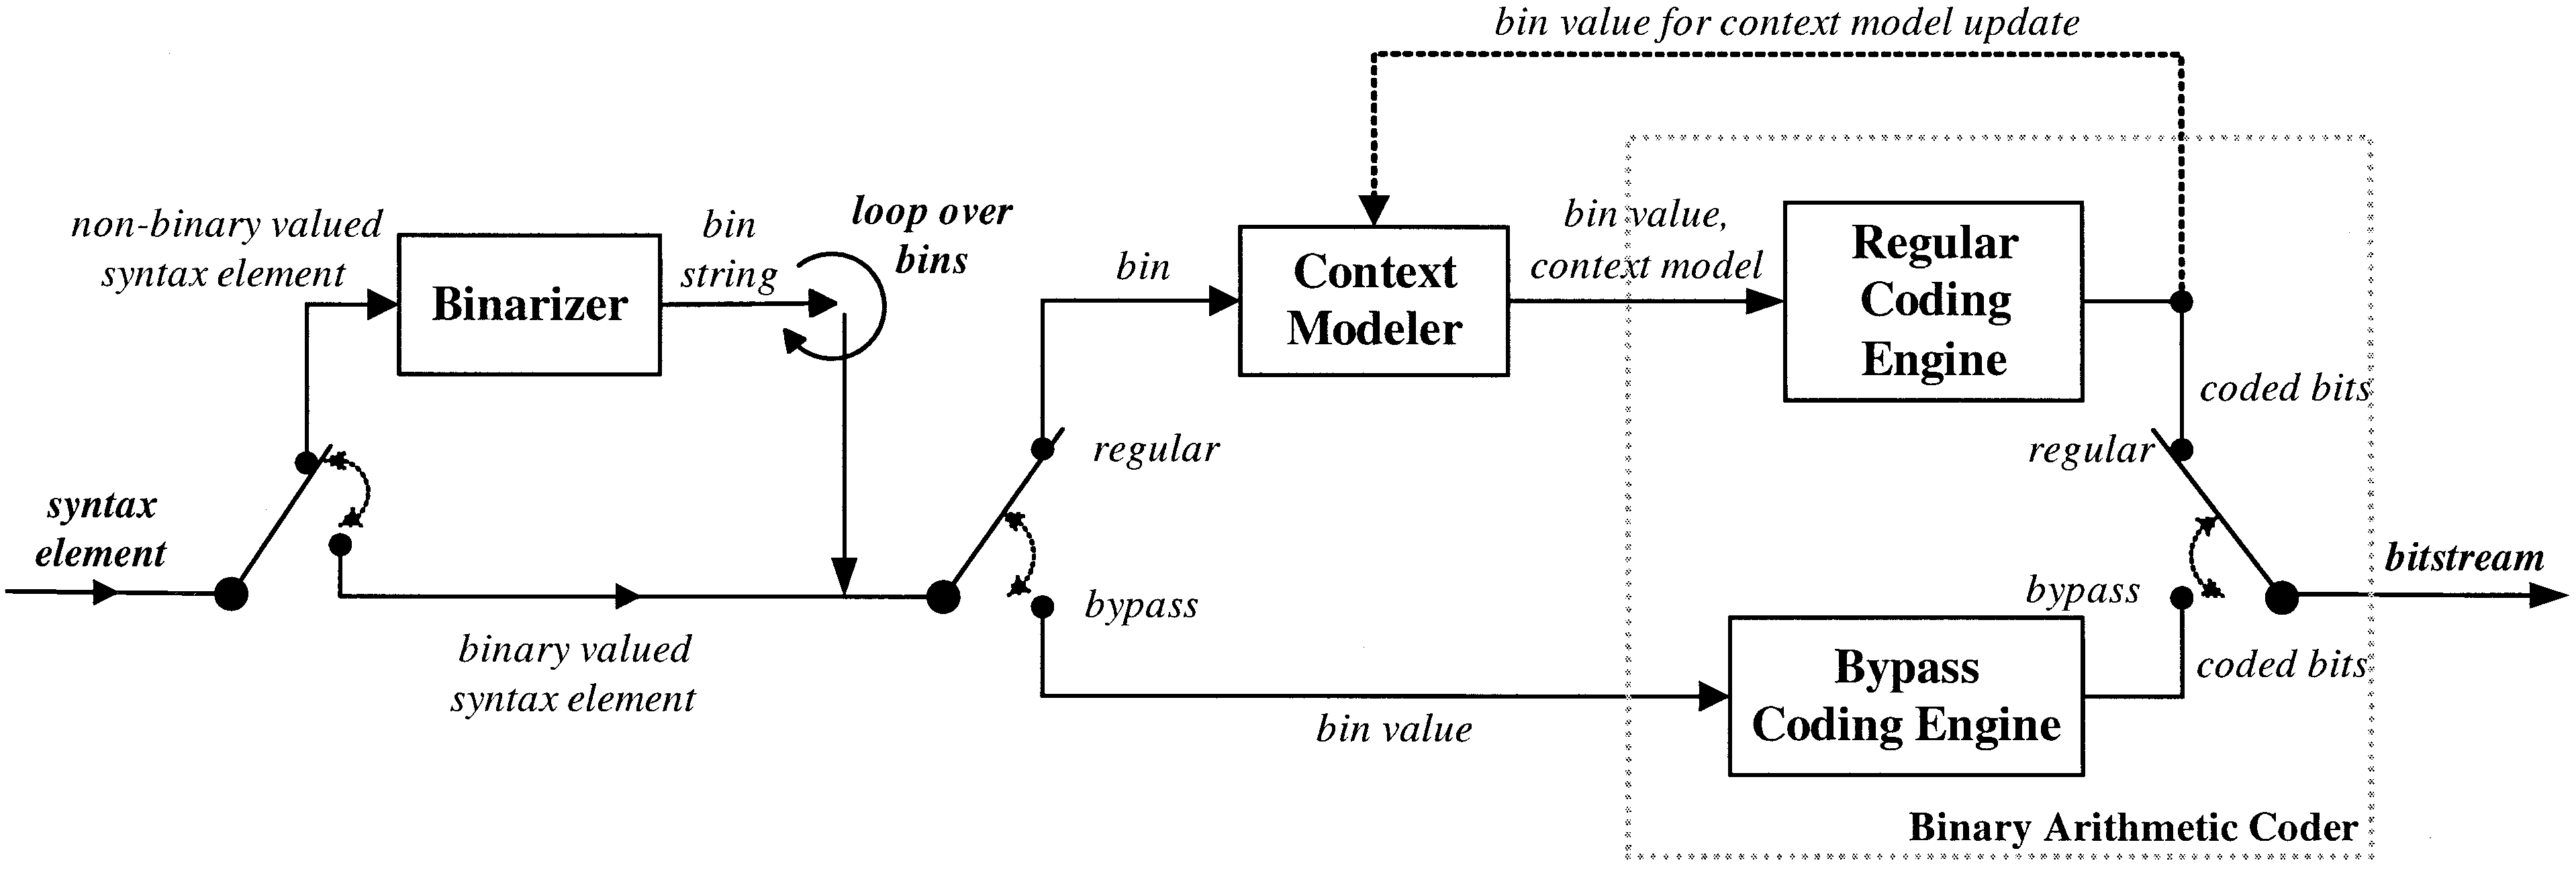 bin value for context model update
non-binary valued
syntax element
Binarizer
bin
string
loop over
bins
bin
Context
Modeler
bin value,
context model
Regular
Coding
Engine
coded bits
regular
regular
syntax
element
bypass
bypass
bitstream
binary valued
syntax element
bin value
Bypass
Coding Engine
coded bits
Binary Arithmetic Coder